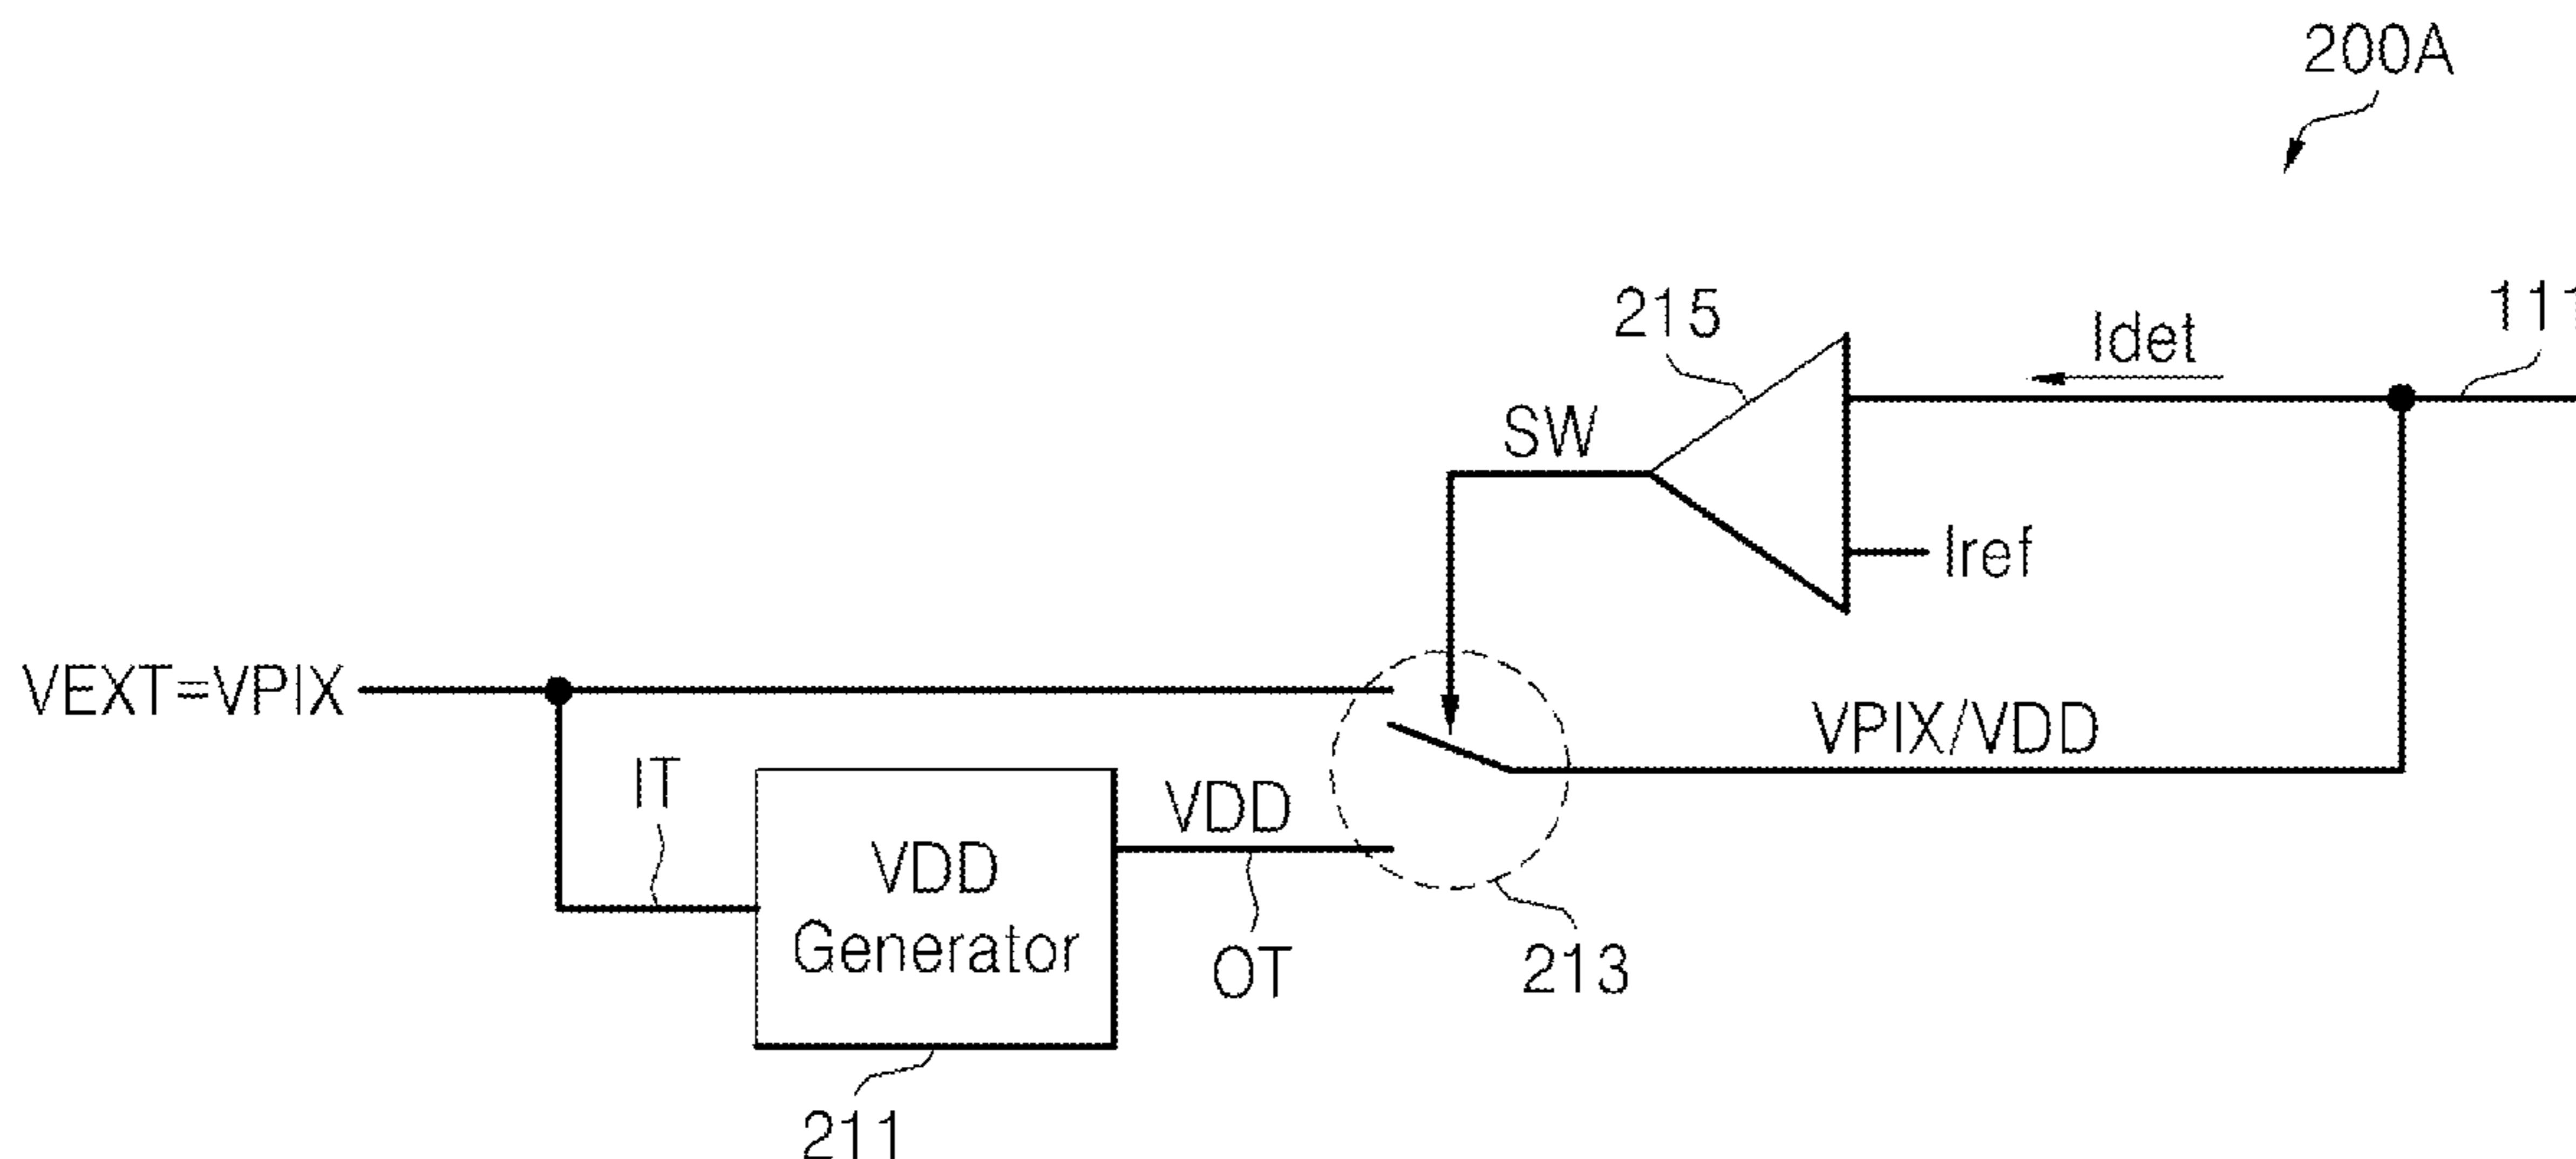 200A
215
Idet
111
SW
Iref
VEXT=VPIX
IT
VDD
Generator
VDD
OT
VPIX/VDD
213
211